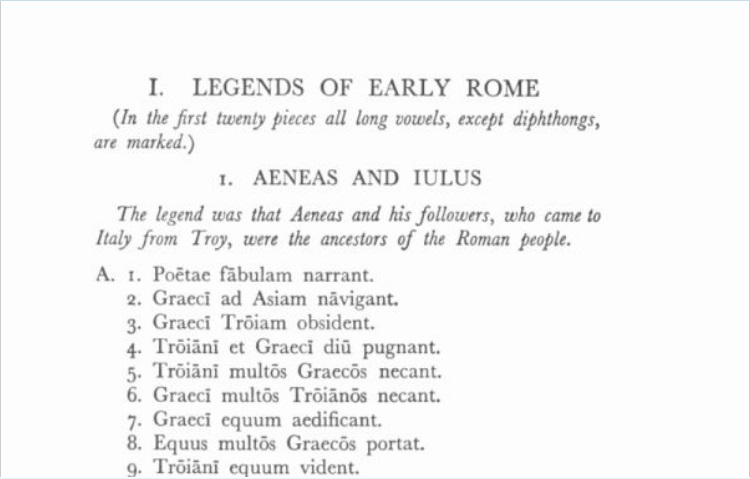 I. LEGENDS OF EARLY ROME
(In the first twenty pieces all long vowels, except diphthongs,
are marked.)
1. AENEAS AND IULUS
The legend was that Aeneas and his followers, who came to
Italy from Troy, were the ancestors of the Roman people.
A. 1. Poētae fābulam narrant.
2. Graecī ad Asiam nāvigant.
3. Graecī Trōiam obsident.
4. Trōiānī et Graecī diū pugnant.
5. Trōiānī multōs Graecōs necant.
6. Graecī multōs Trōiānōs necant.
7. Graecī equum aedificant.
8. Equus multōs Graecōs portat.
9. Trōiānī equum vident.